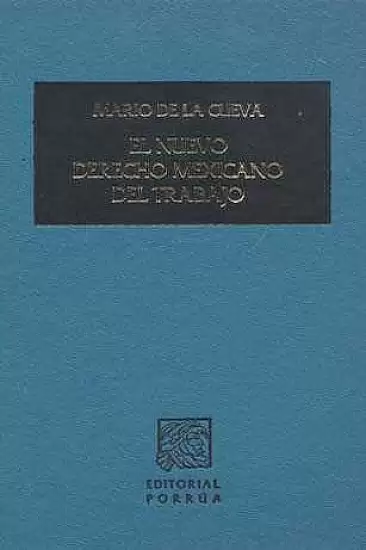 MARIO DE LA CUEVA
EL NUEVO
DERECHO MEXICANO
DEL TRABAJO
EDITORIAL
PORRÚA